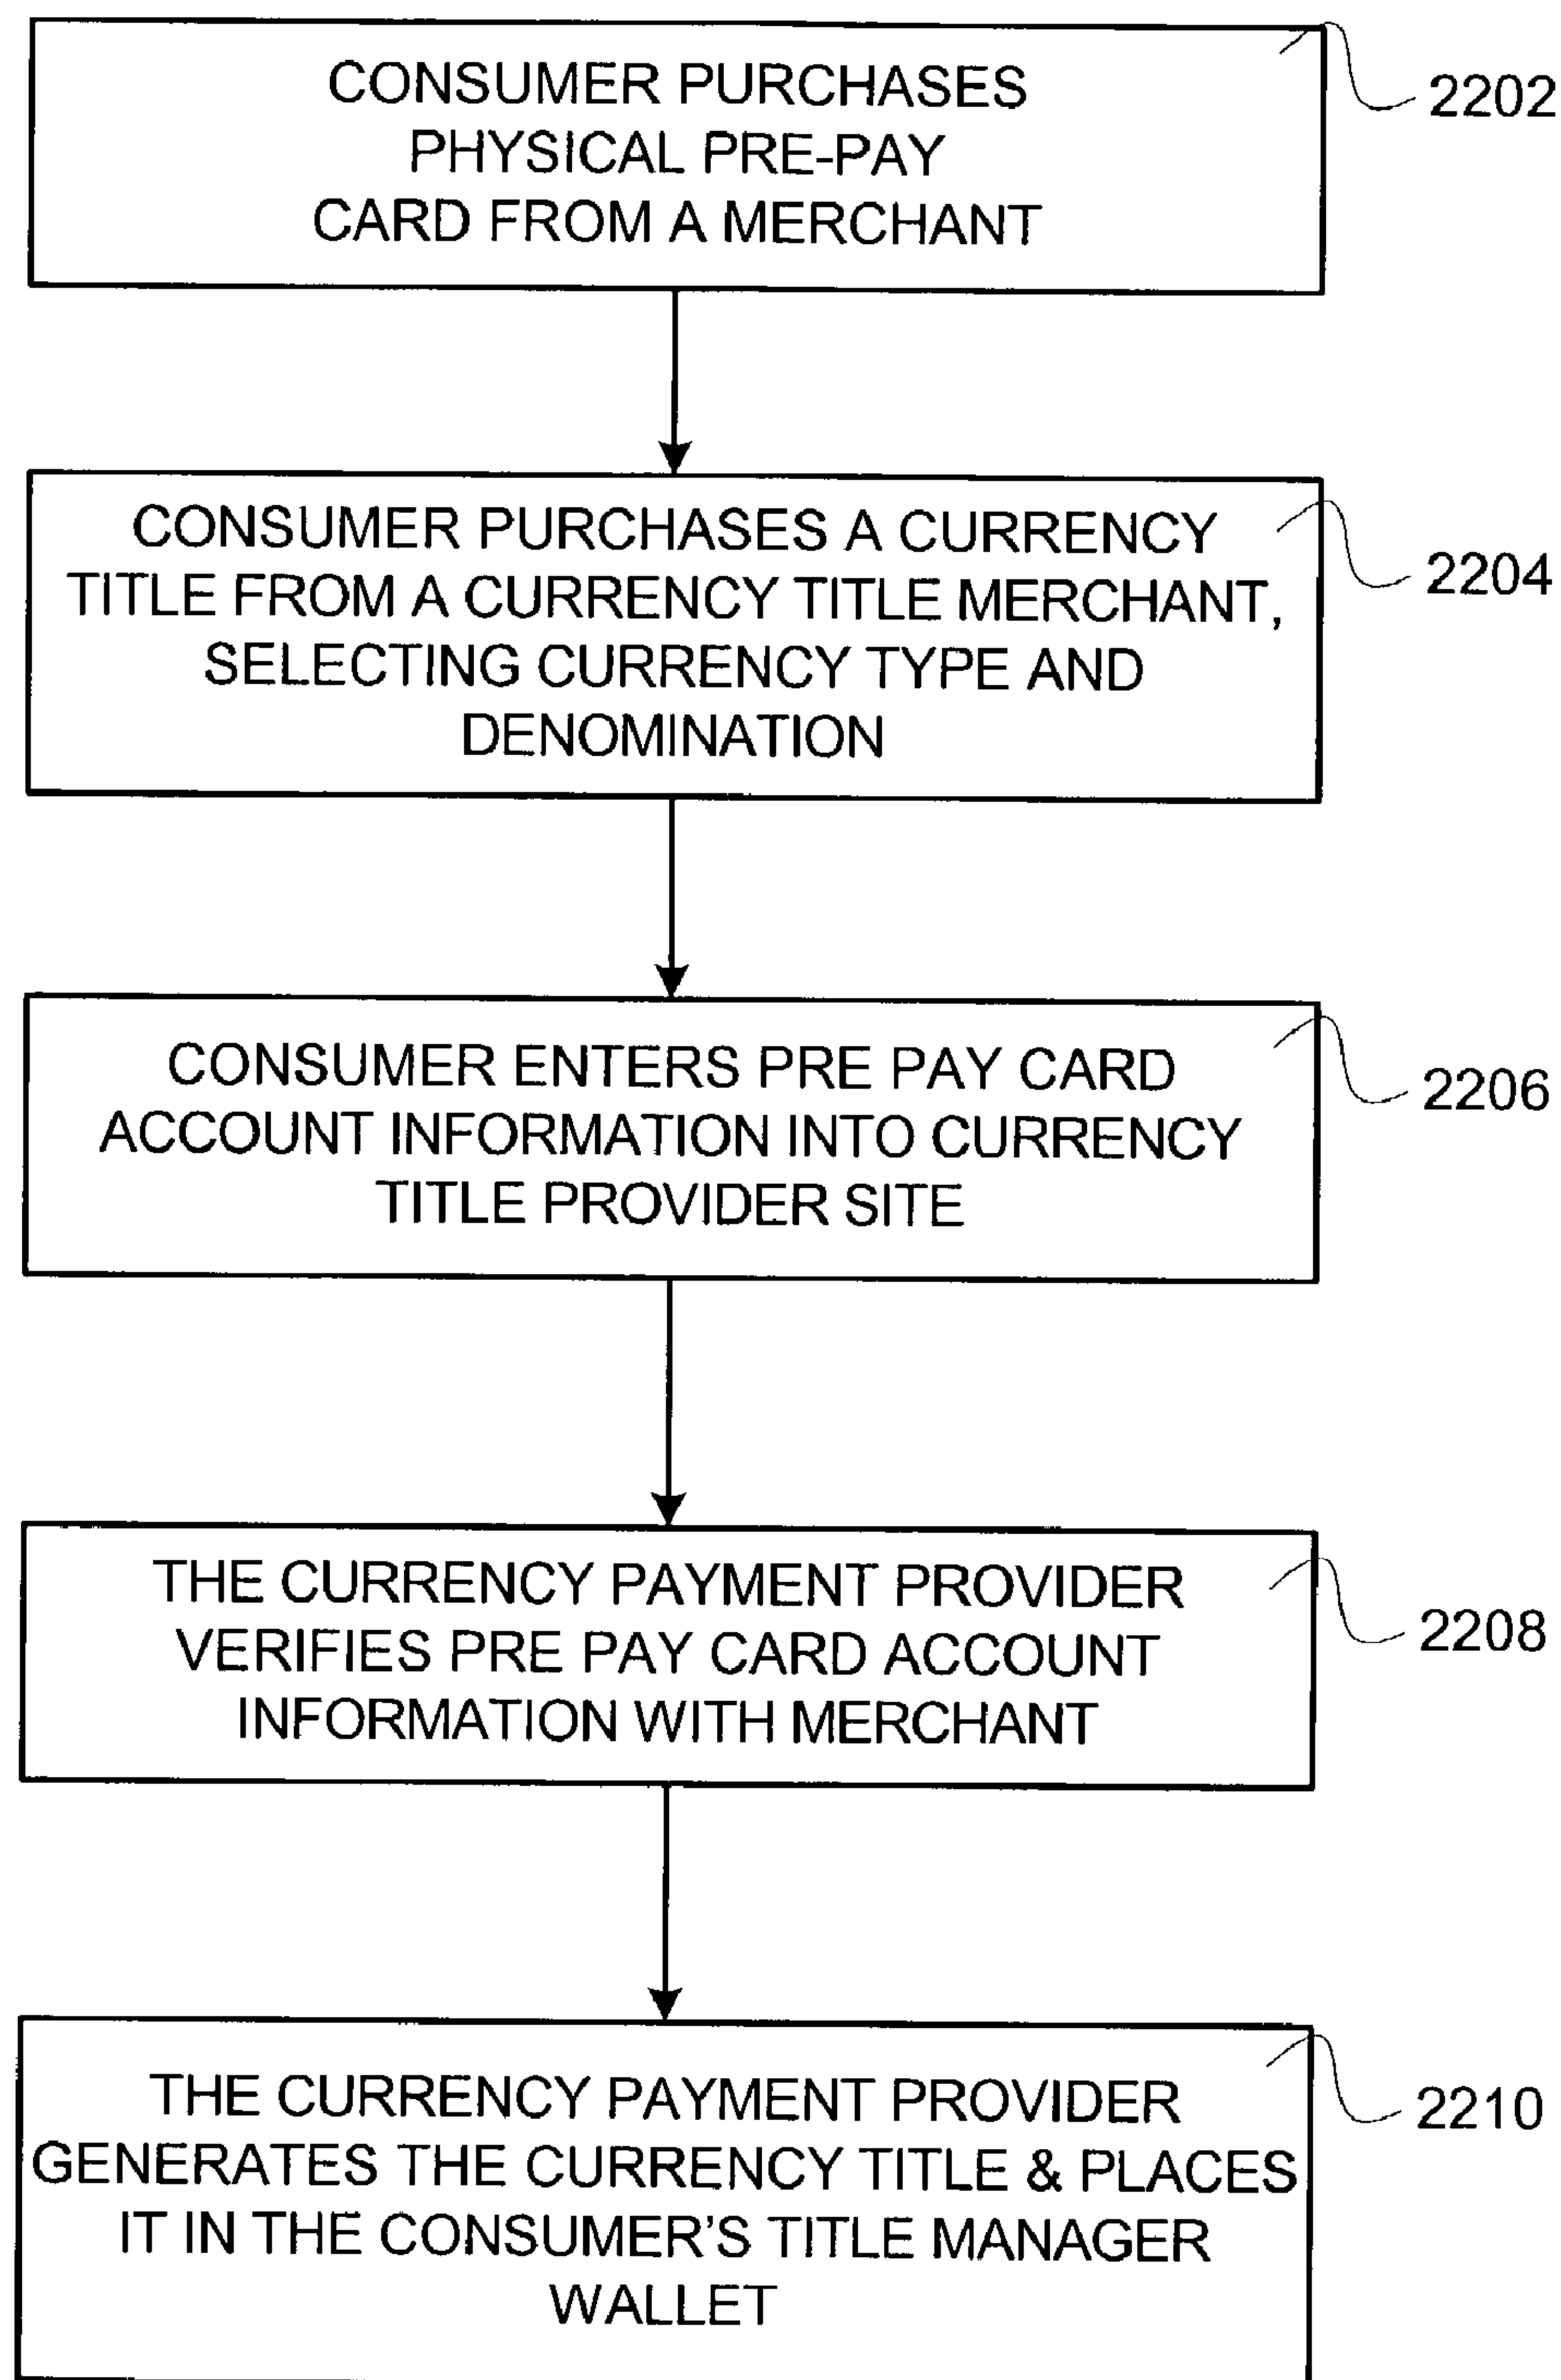 CONSUMER PURCHASES
PHYSICAL PRE-PAY
CARD FROM A MERCHANT
2202
CONSUMER PURCHASES A CURRENCY
TITLE FROM A CURRENCY TITLE MERCHANT,
SELECTING CURRENCY TYPE AND
DENOMINATION
2204
CONSUMER ENTERS PRE PAY CARD
ACCOUNT INFORMATION INTO CURRENCY
TITLE PROVIDER SITE
2206
THE CURRENCY PAYMENT PROVIDER
VERIFIES PRE PAY CARD ACCOUNT
INFORMATION WITH MERCHANT
2208
THE CURRENCY PAYMENT PROVIDER
GENERATES THE CURRENCY TITLE & PLACES
IT IN THE CONSUMER'S TITLE MANAGER
WALLET
2210